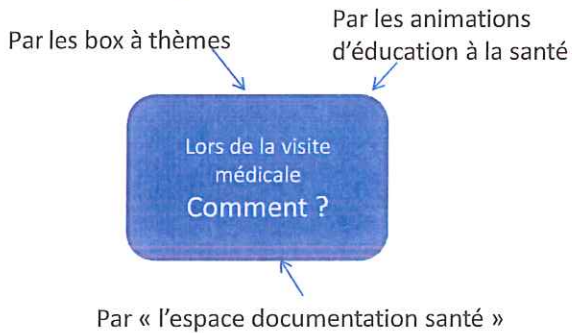 Par les box à thèmes
Par les animations
d'éducation à la santé
Lors de la visite
médicale
Comment ?
Par « l'espace documentation santé »